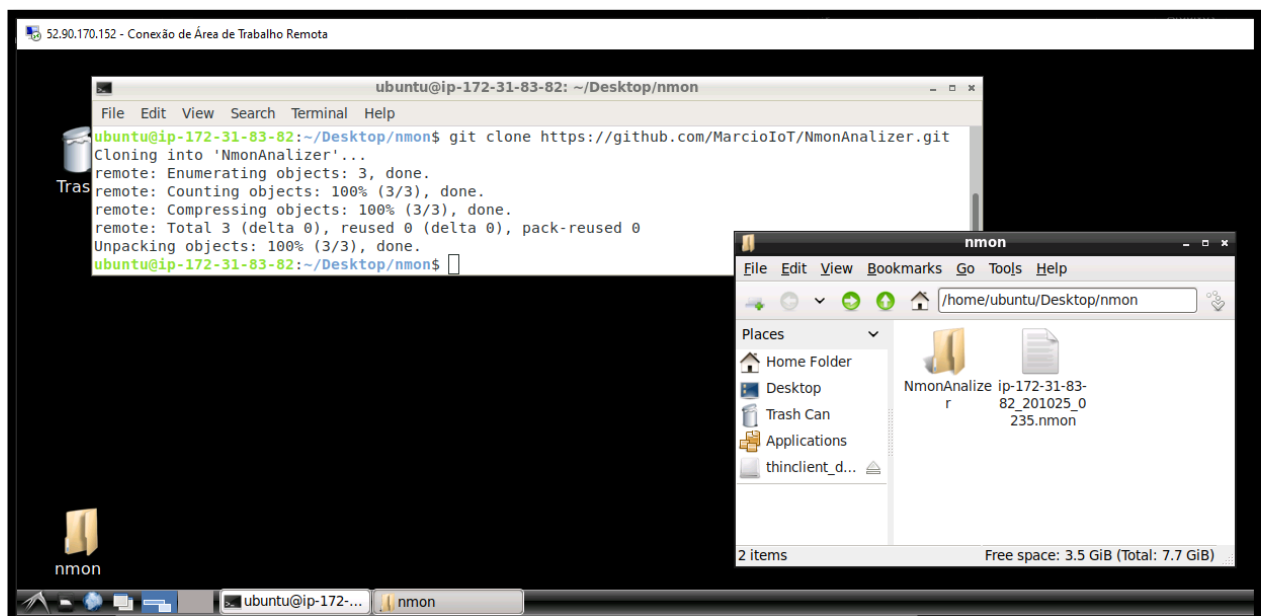 52.90.170.152 - Conexão de Área de Trabalho Remota
ubuntu@ip-172-31-83-82: ~/Desktop/nmon
File Edit View Search Terminal Help
ubuntu@ip-172-31-83-82:~/Desktop/nmon$ git clone https://github.com/MarcioIoT/NmonAnalizer.git
Cloning into 'NmonAnalizer'...
remote: Enumerating objects: 3, done.
remote: Counting objects: 100% (3/3), done.
remote: Compressing objects: 100% (3/3), done.
remote: Total 3 (delta 0), reused 0 (delta 0), pack-reused 0
Unpacking objects: 100% (3/3), done.
ubuntu@ip-172-31-83-82:~/Desktop/nmon$
Tras
nmon
File Edit View Bookmarks Go Tools Help
/home/ubuntu/Desktop/nmon
Places
Home Folder
Desktop
Trash Can
Applications
thinclient_d...
NmonAnalize
r
ip-172-31-83-
82_201025_0
235.nmon
2 items
Free space: 3.5 GiB (Total: 7.7 GiB)
nmon
ubuntu@ip-172-...
nmon